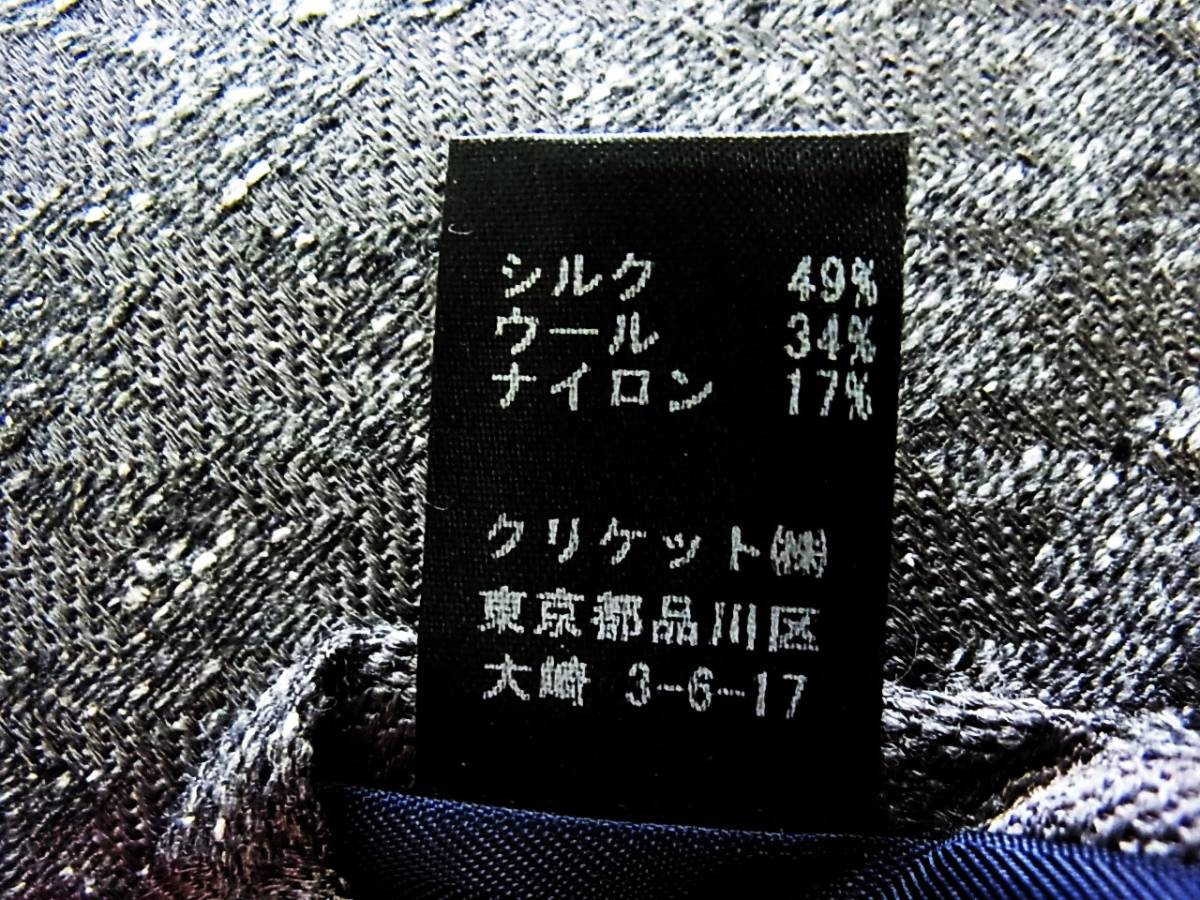 シルク 49%
ウール 34%
ナイロン 17%
クリケット㈱
東京都品川区
大崎 3-6-17